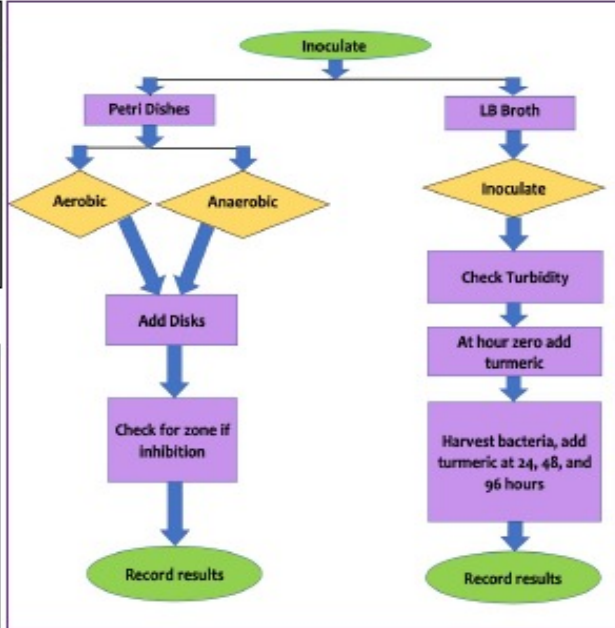 Inoculate
Petri Dishes
LB Broth
Aerobic
Anaerobic
Inoculate
Add Disks
Check Turbidity
At hour zero add
turmeric
Check for zone if
inhibition
Harvest bacteria, add
turmeric at 24, 48, and
96 hours
Record results
Record results